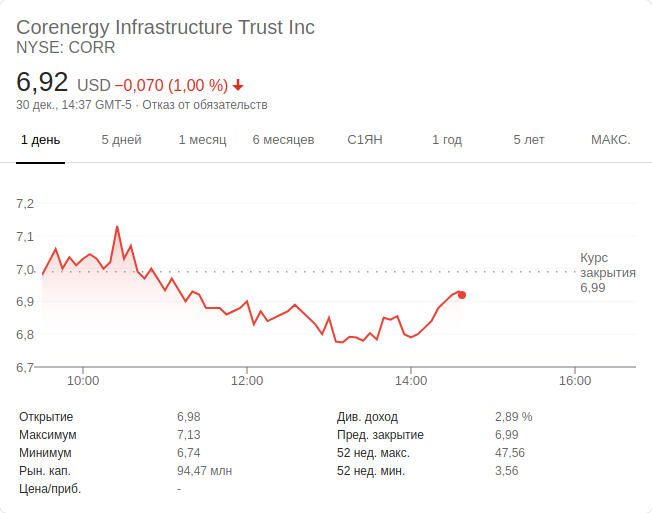 Corenergy Infrastructure Trust Inc
NYSE: CORR
6,92 USD −0,070 (1,00 %)
30 дек., 14:37 GMT-5 · Отказ от обязательств
1 день 5 дней 1 месяц 6 месяцев С1ЯН 1 год 5 лет МАКС.
7,2
7,1
7,0
6,9
6,8
6,7
Курс
закрытия
6,99
10:00 12:00 14:00 16:00
Открытие 6,98 Див. доход 2,89 %
Максимум 7,13 Пред. закрытие 6,99
Минимум 6,74 52 нед. макс. 47,56
Рын. кап. 94,47 млн 52 нед. мин. 3,56
Цена/приб. -